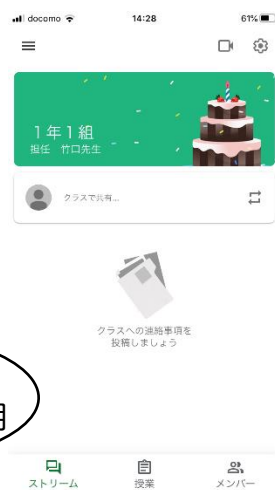 docomo 14:28 61%
1年1組
担任 竹口先生
クラスで共有...
クラスへの連絡事項を
投稿しましょう
ストリーム 授業 メンバー